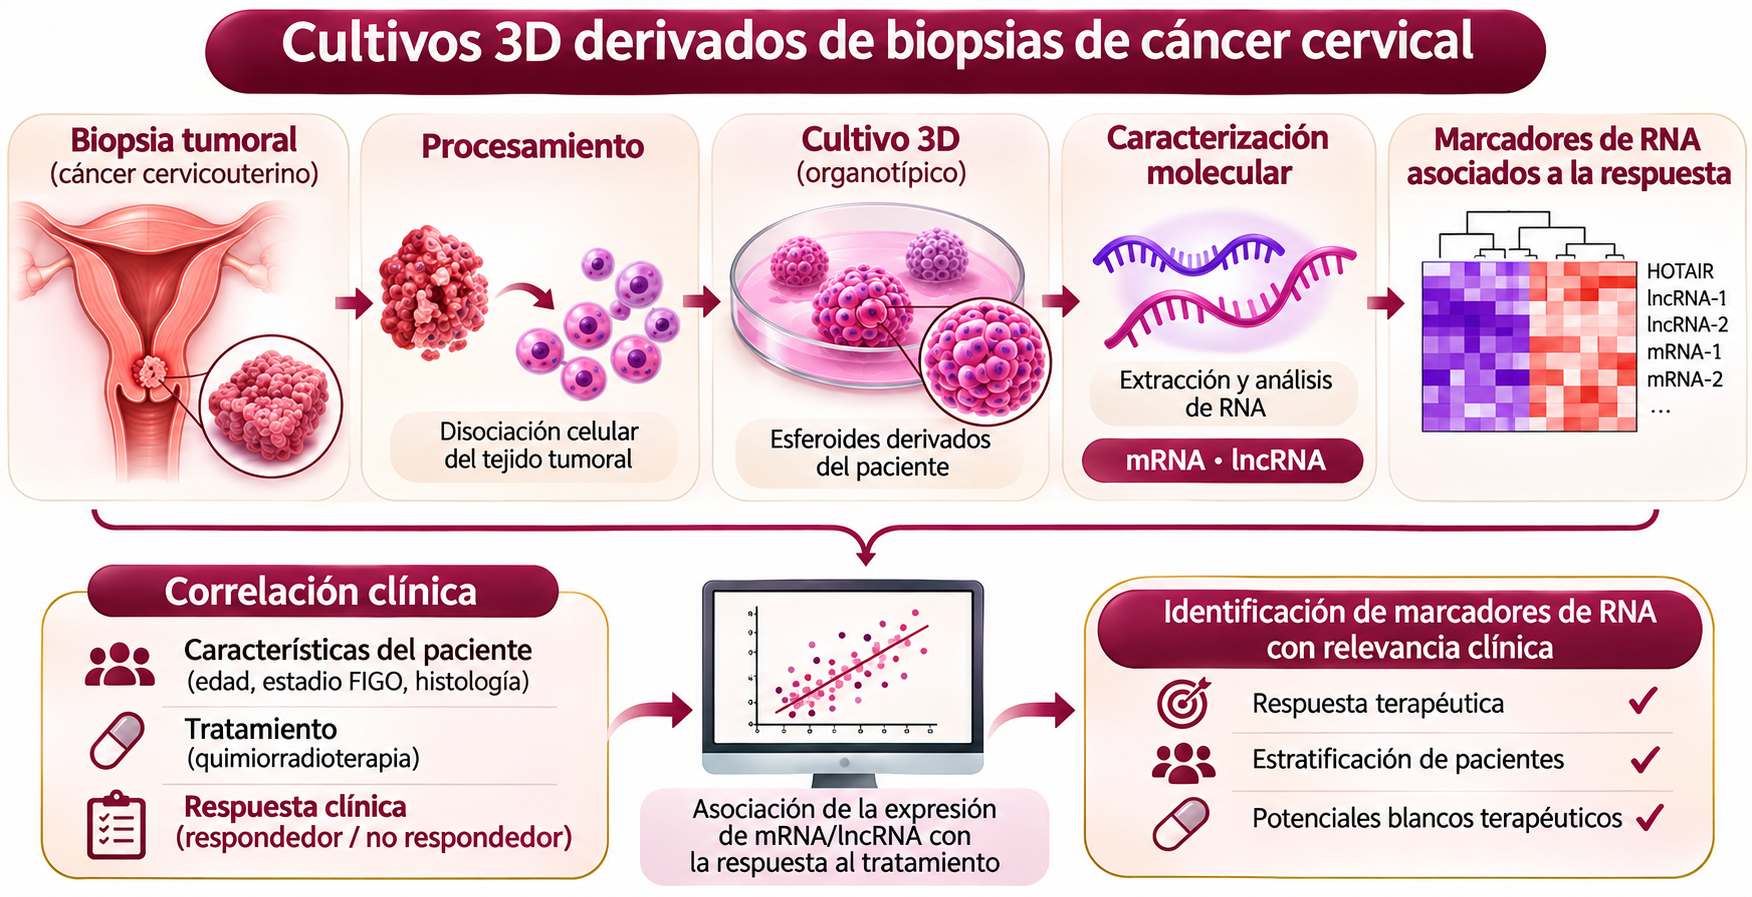 Cultivos 3D derivados de biopsias de cáncer cervical
Biopsia tumoral
(cáncer cervicouterino)
Procesamiento
Disociación celular
del tejido tumoral
Cultivo 3D
(organotípico)
Esferoides derivados
del paciente
Caracterización
molecular
Extracción y análisis
de RNA
mRNA • lncRNA
Marcadores de RNA
asociados a la respuesta
HOTAIR
lncRNA-1
lncRNA-2
mRNA-1
mRNA-2
...
Correlación clínica
Características del paciente
(edad, estadio FIGO, histología)
Tratamiento
(quimiorradioterapia)
Respuesta clínica
(respondedor / no respondedor)
Asociación de la expresión
de mRNA/lncRNA con
la respuesta al tratamiento
Identificación de marcadores de RNA
con relevancia clínica
Respuesta terapéutica
Estratificación de pacientes
Potenciales blancos terapéuticos